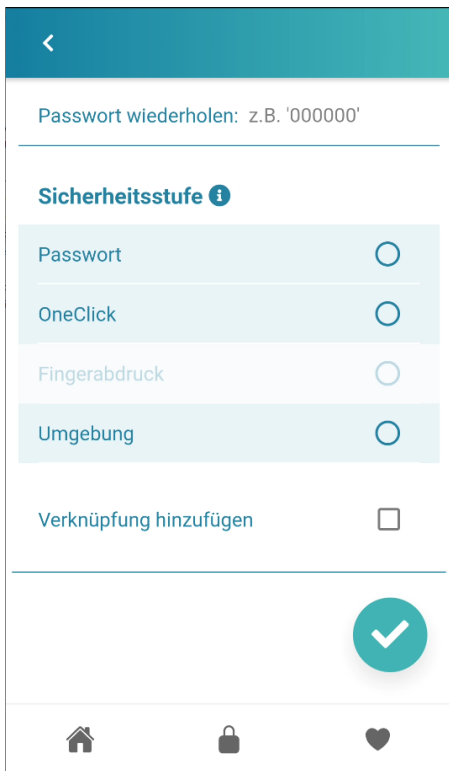 Passwort wiederholen: z.B. '000000'
Sicherheitsstufe
Passwort
OneClick
Fingerabdruck
Umgebung
Verknüpfung hinzufügen